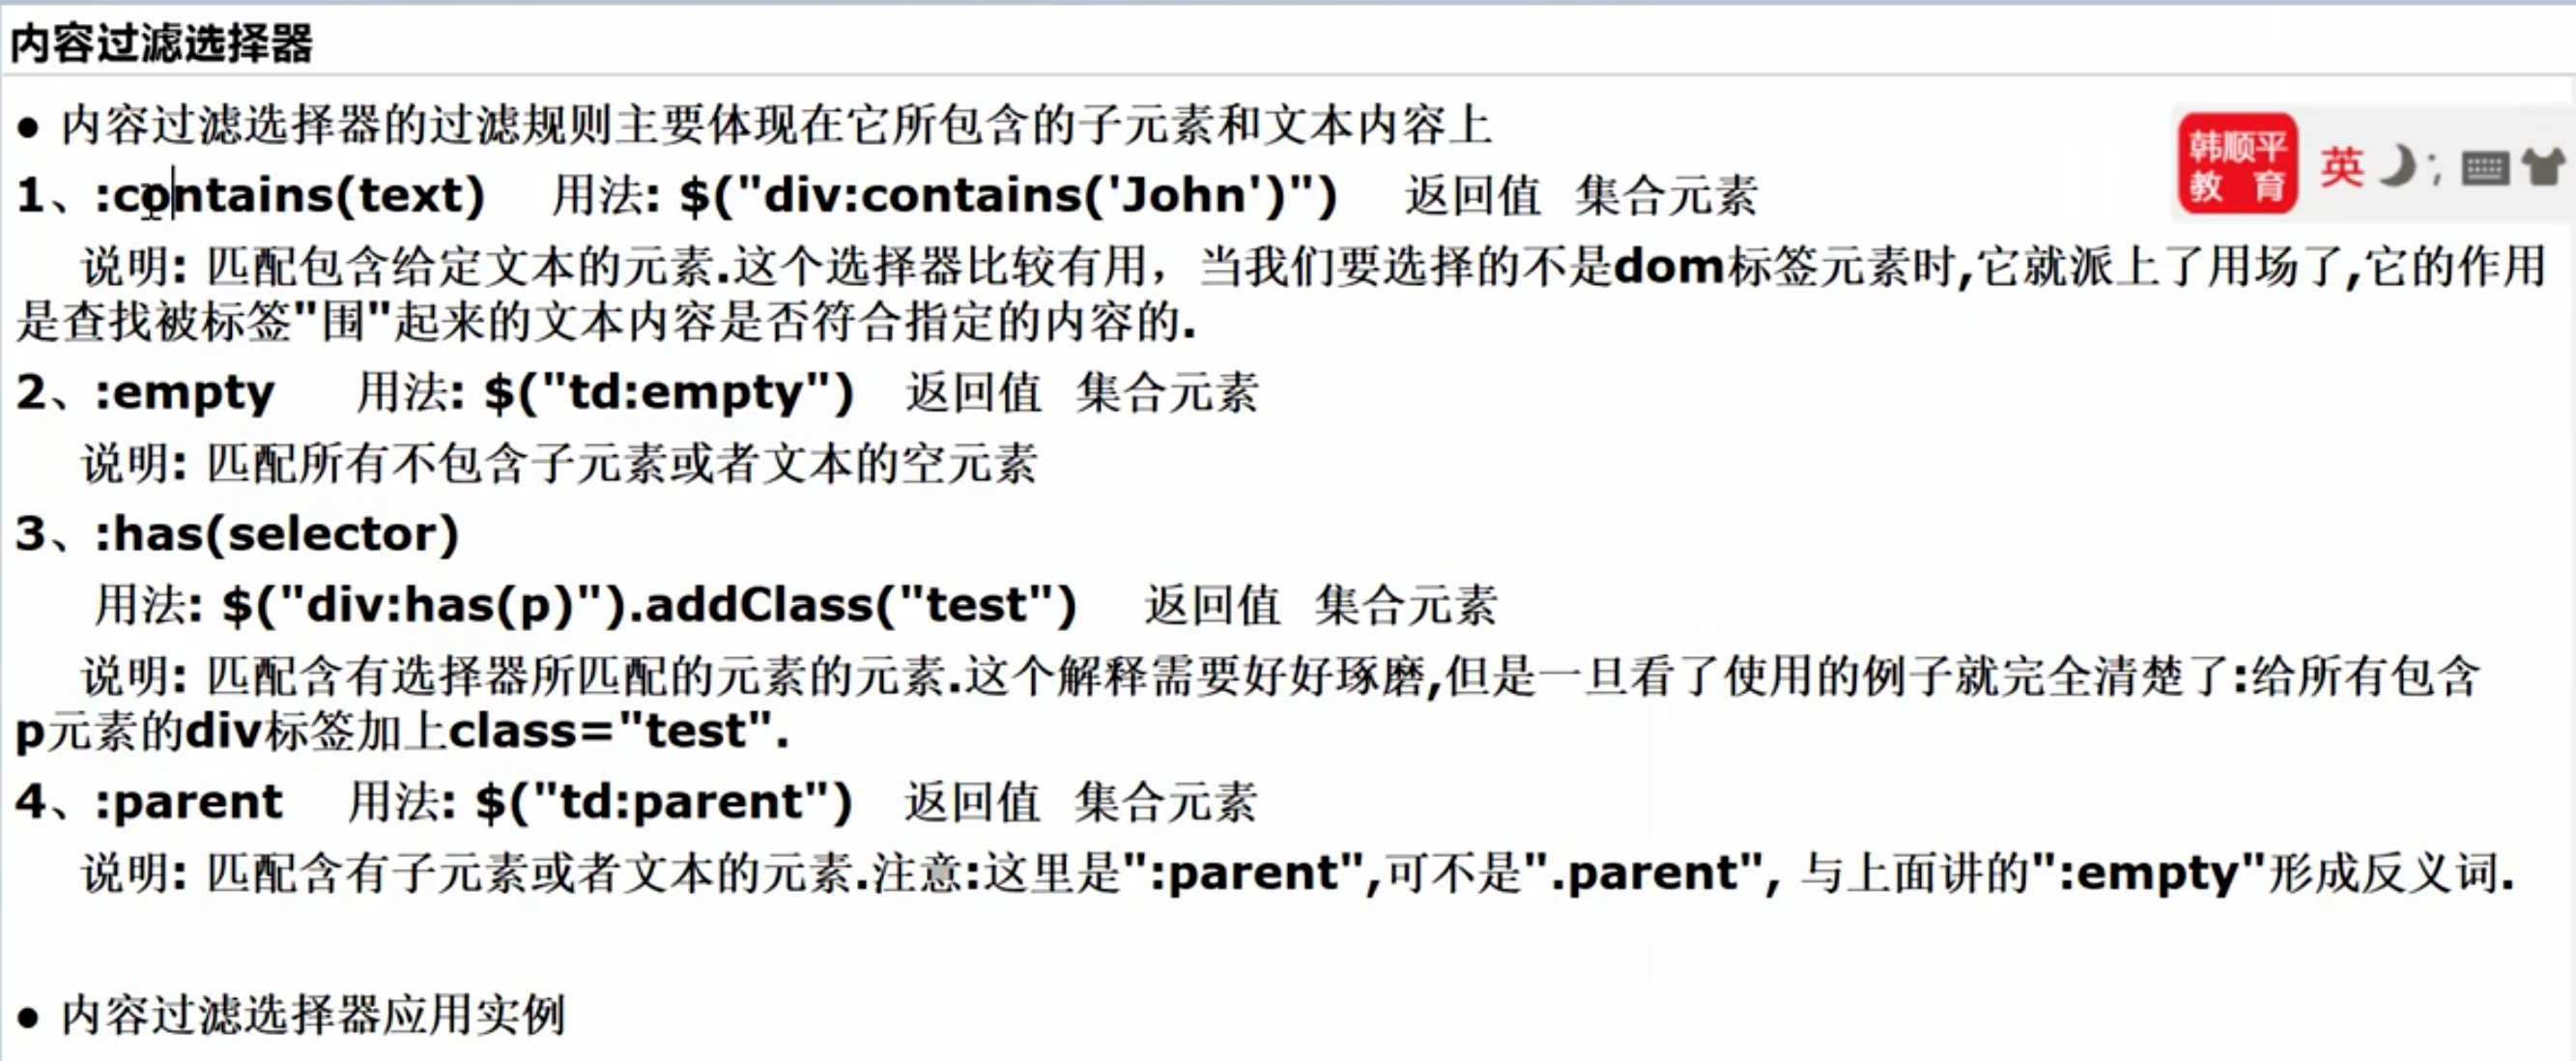 内容过滤选择器
● 内容过滤选择器的过滤规则主要体现在它所包含的子元素和文本内容上
韩顺平
教 育
英
1、:contains(text) 用法: $("div:contains('John')") 返回值 集合元素
说明: 匹配包含给定文本的元素.这个选择器比较有用，当我们要选择的不是dom标签元素时,它就派上了用场了,它的作用
是查找被标签"围"起来的文本内容是否符合指定的内容的.
2、:empty 用法: $("td:empty") 返回值 集合元素
说明: 匹配所有不包含子元素或者文本的空元素
3、:has(selector)
用法: $("div:has(p)").addClass("test") 返回值 集合元素
说明: 匹配含有选择器所匹配的元素的元素.这个解释需要好好琢磨,但是一旦看了使用的例子就完全清楚了:给所有包含
p元素的div标签加上class="test".
4、:parent 用法: $("td:parent") 返回值 集合元素
说明: 匹配含有子元素或者文本的元素.注意:这里是":parent",可不是".parent", 与上面讲的":empty"形成反义词.
● 内容过滤选择器应用实例